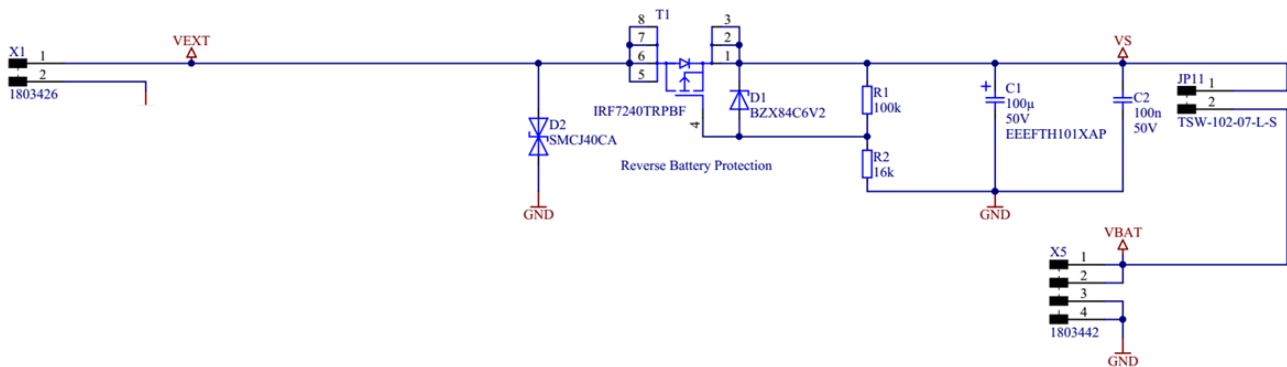 X1
1
2
1803426
VEXT
D2
SMCJ40CA
GND
T1
8
7
6
5
3
2
1
4
IRF7240TRPBF
D1
BZX84C6V2
Reverse Battery Protection
R1
100k
R2
16k
C1
100µ
50V
EEEFTH101XAP
GND
VS
C2
100n
50V
JP11
1
2
TSW-102-07-L-S
VBAT
X5
1
2
3
4
1803442
GND